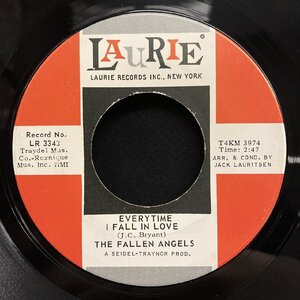 LAURIE®
LAURIE RECORDS INC., NEW YORK
Record No.
LR 3343
Traydel Mus.
Co.-Roznique
Mus. Inc. BMI
T4KM 3974
Time: 2:47
ARR. & COND. BY
JACK LAURITSEN
EVERYTIME
I FALL IN LOVE
(J.C. Bryant)
THE FALLEN ANGELS
A SEIDEL-TRAYNOR PROD.